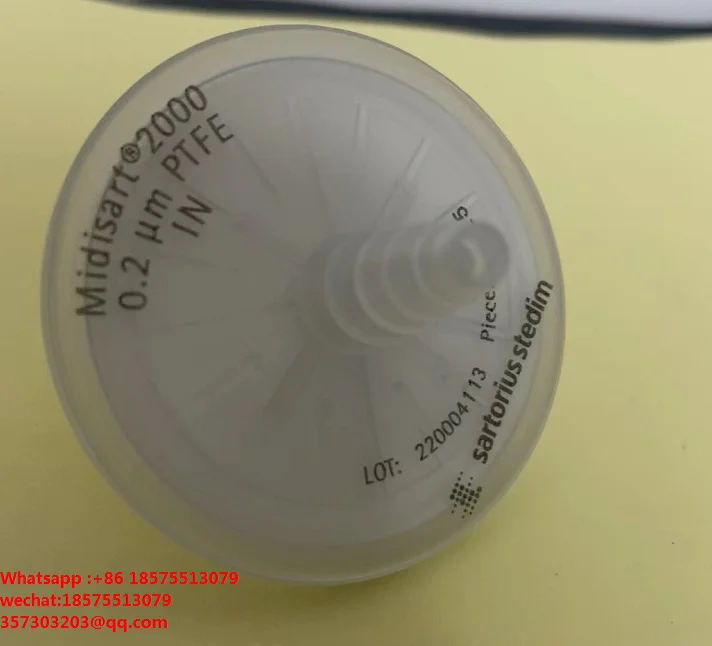 Midisart® 2000
0.2 µm PTFE
IN
LOT: 220004113 Piece:
sartorius stedim
Whatsapp :+86 18575513079
wechat:18575513079
357303203@qq.com